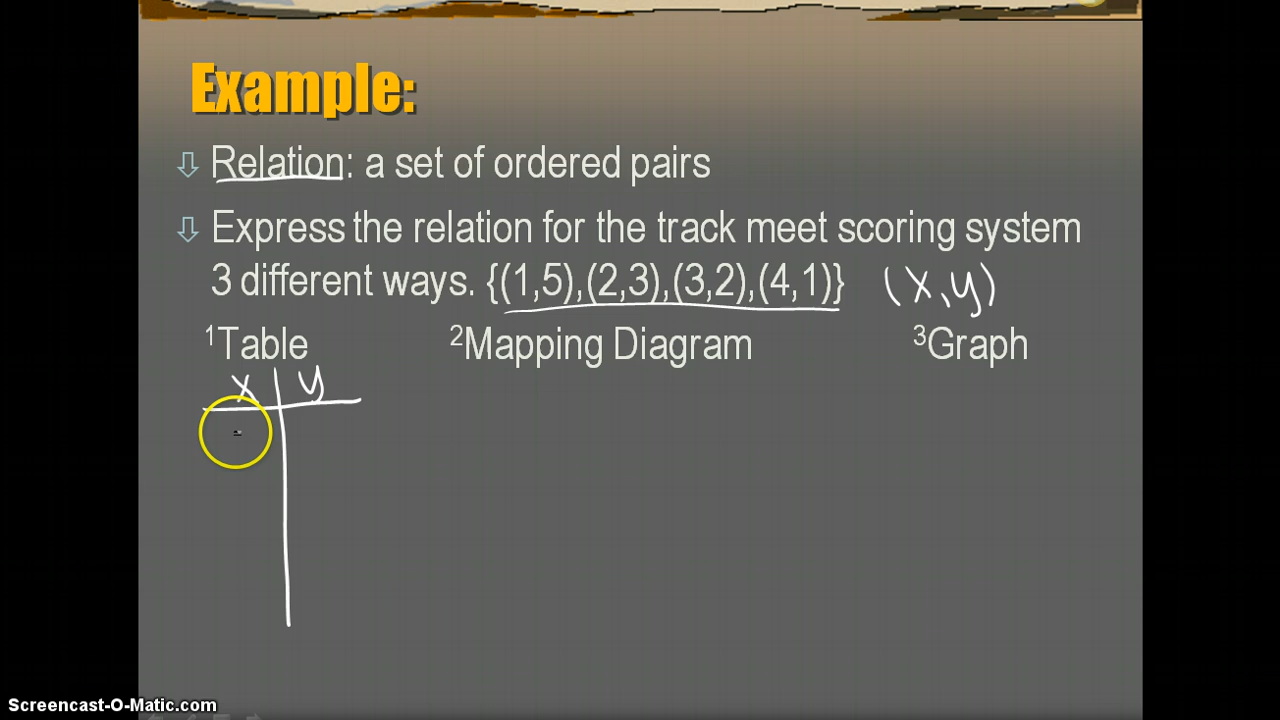 Example:
Relation: a set of ordered pairs
Express the relation for the track meet scoring system
3 different ways. {(1,5),(2,3),(3,2),(4,1)} (x,y)
1Table 2Mapping Diagram 3Graph
x y
Screencast-O-Matic.com